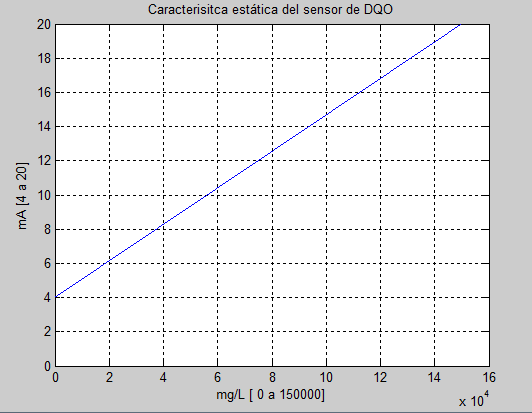 Caracterisitca estática del sensor de DQO
20
18
16
14
12
10
8
6
4
2
0
mA [4 a 20]
0 2 4 6 8 10 12 14 16
mg/L [ 0 a 150000]
x 10^4